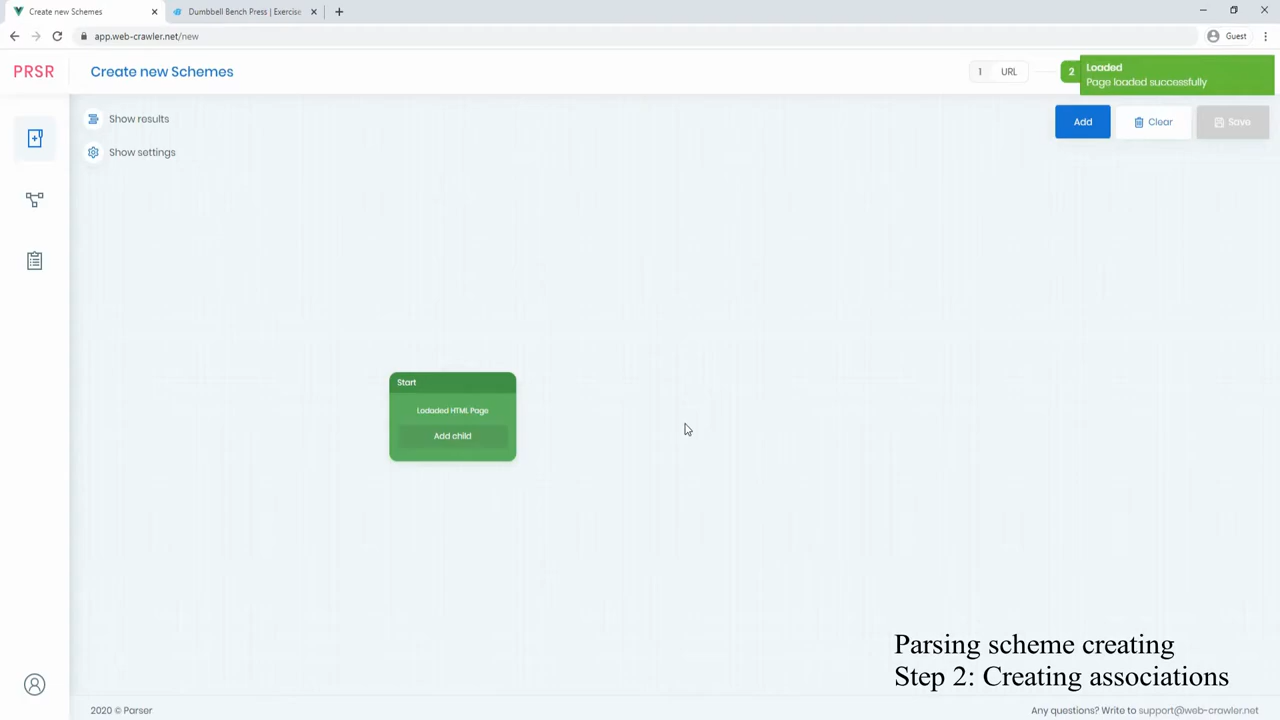 Create new Schemes
Dumbbell Bench Press | Exercise
app.web-crawler.net/new
Guest
PRSR
Create new Schemes
1 URL
2
Loaded
Page loaded successfully
Show results
Add
Clear
Save
Show settings
Start
Lodaded HTML Page
Add child
Parsing scheme creating
Step 2: Creating associations
2020 © Parser
Any questions? Write to support@web-crawler.net